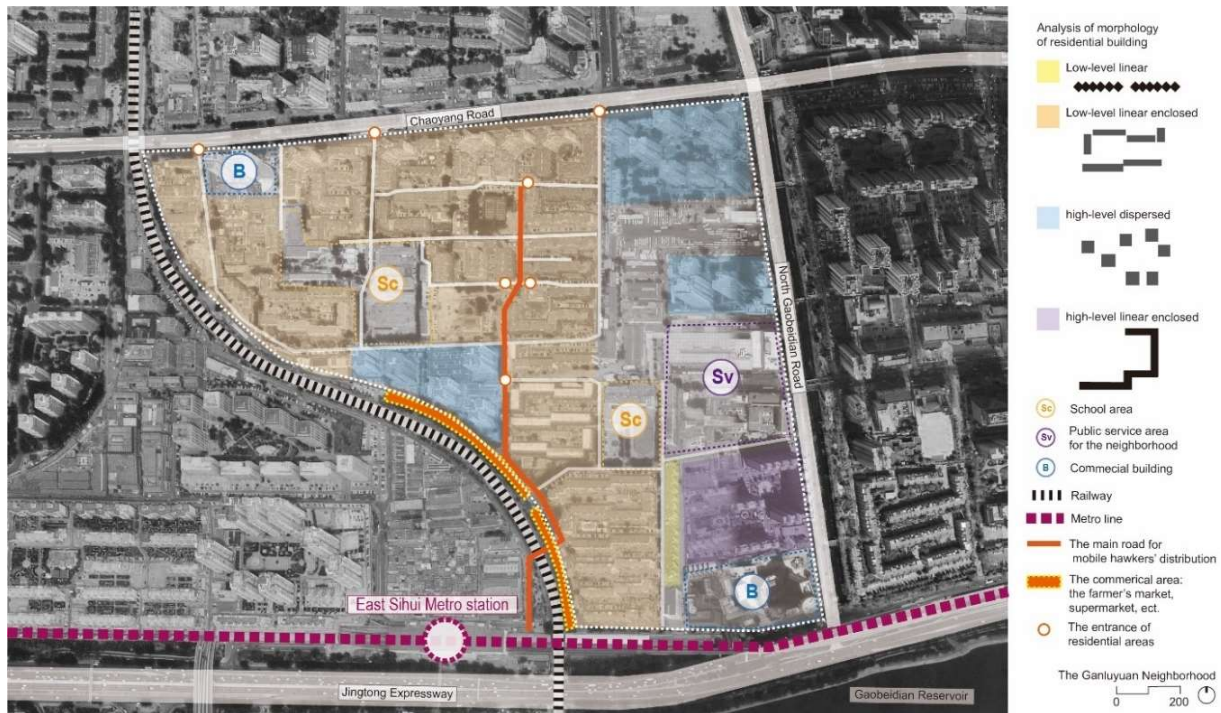 Chaoyang Road
B
Sc
North Gaobeidian Road
Sv
Sc
B
East Sihui Metro station
Jingtong Expressway
Gaobeidian Reservoir
Analysis of morphology
of residential building
Low-level linear
Low-level linear enclosed
high-level dispersed
high-level linear enclosed
Sc
School area
Sv
Public service area
for the neighborhood
B
Commecial building
Railway
Metro line
The main road for
mobile hawkers' distribution
The commerical area:
the farmer's market,
supermarket, ect.
The entrance of
residential areas
The Ganluyuan Neighborhood
0
200